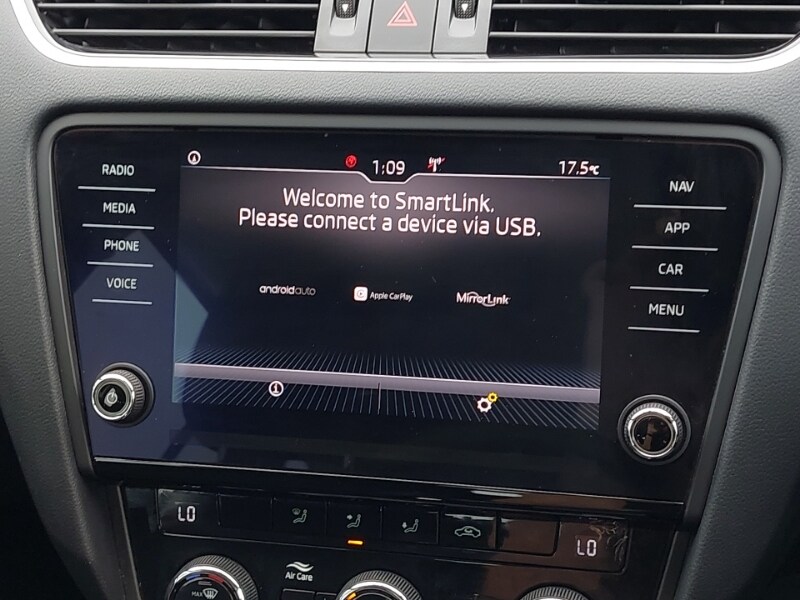 1:09
17.5°C
Welcome to SmartLink.
Please connect a device via USB.
androidauto
Apple CarPlay
MirrorLink
RADIO
MEDIA
PHONE
VOICE
NAV
APP
CAR
MENU
LO
LO
Air Care
MAX